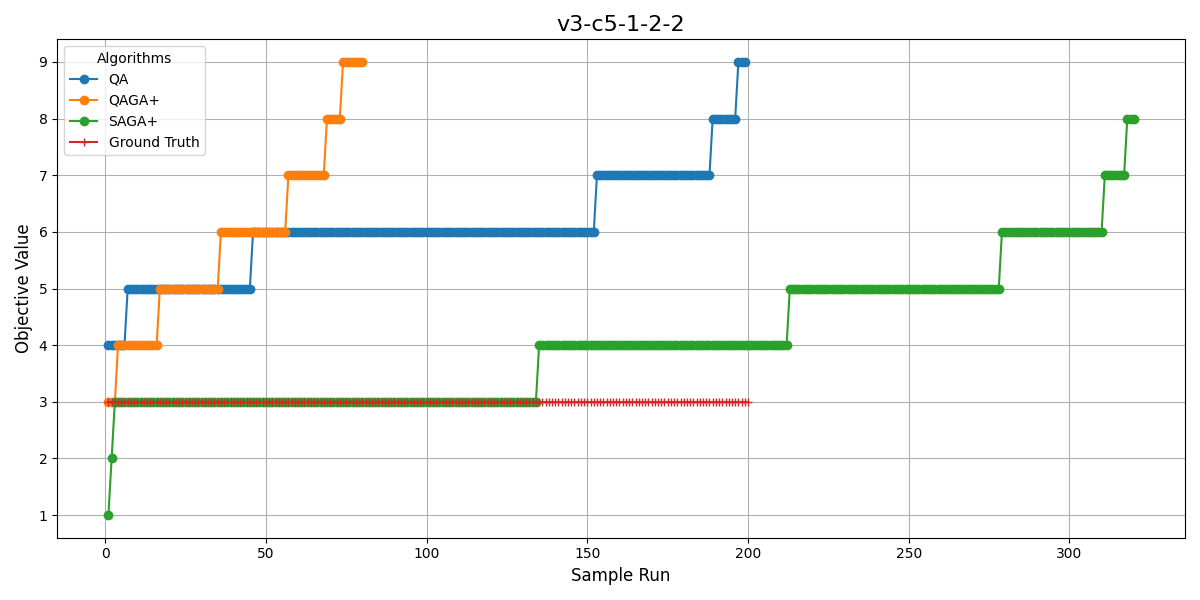 v3-c5-1-2-2
Algorithms
QA
QAGA+
SAGA+
Ground Truth
Objective Value
9
8
7
6
5
4
3
2
1
0 50 100 150 200 250 300
Sample Run